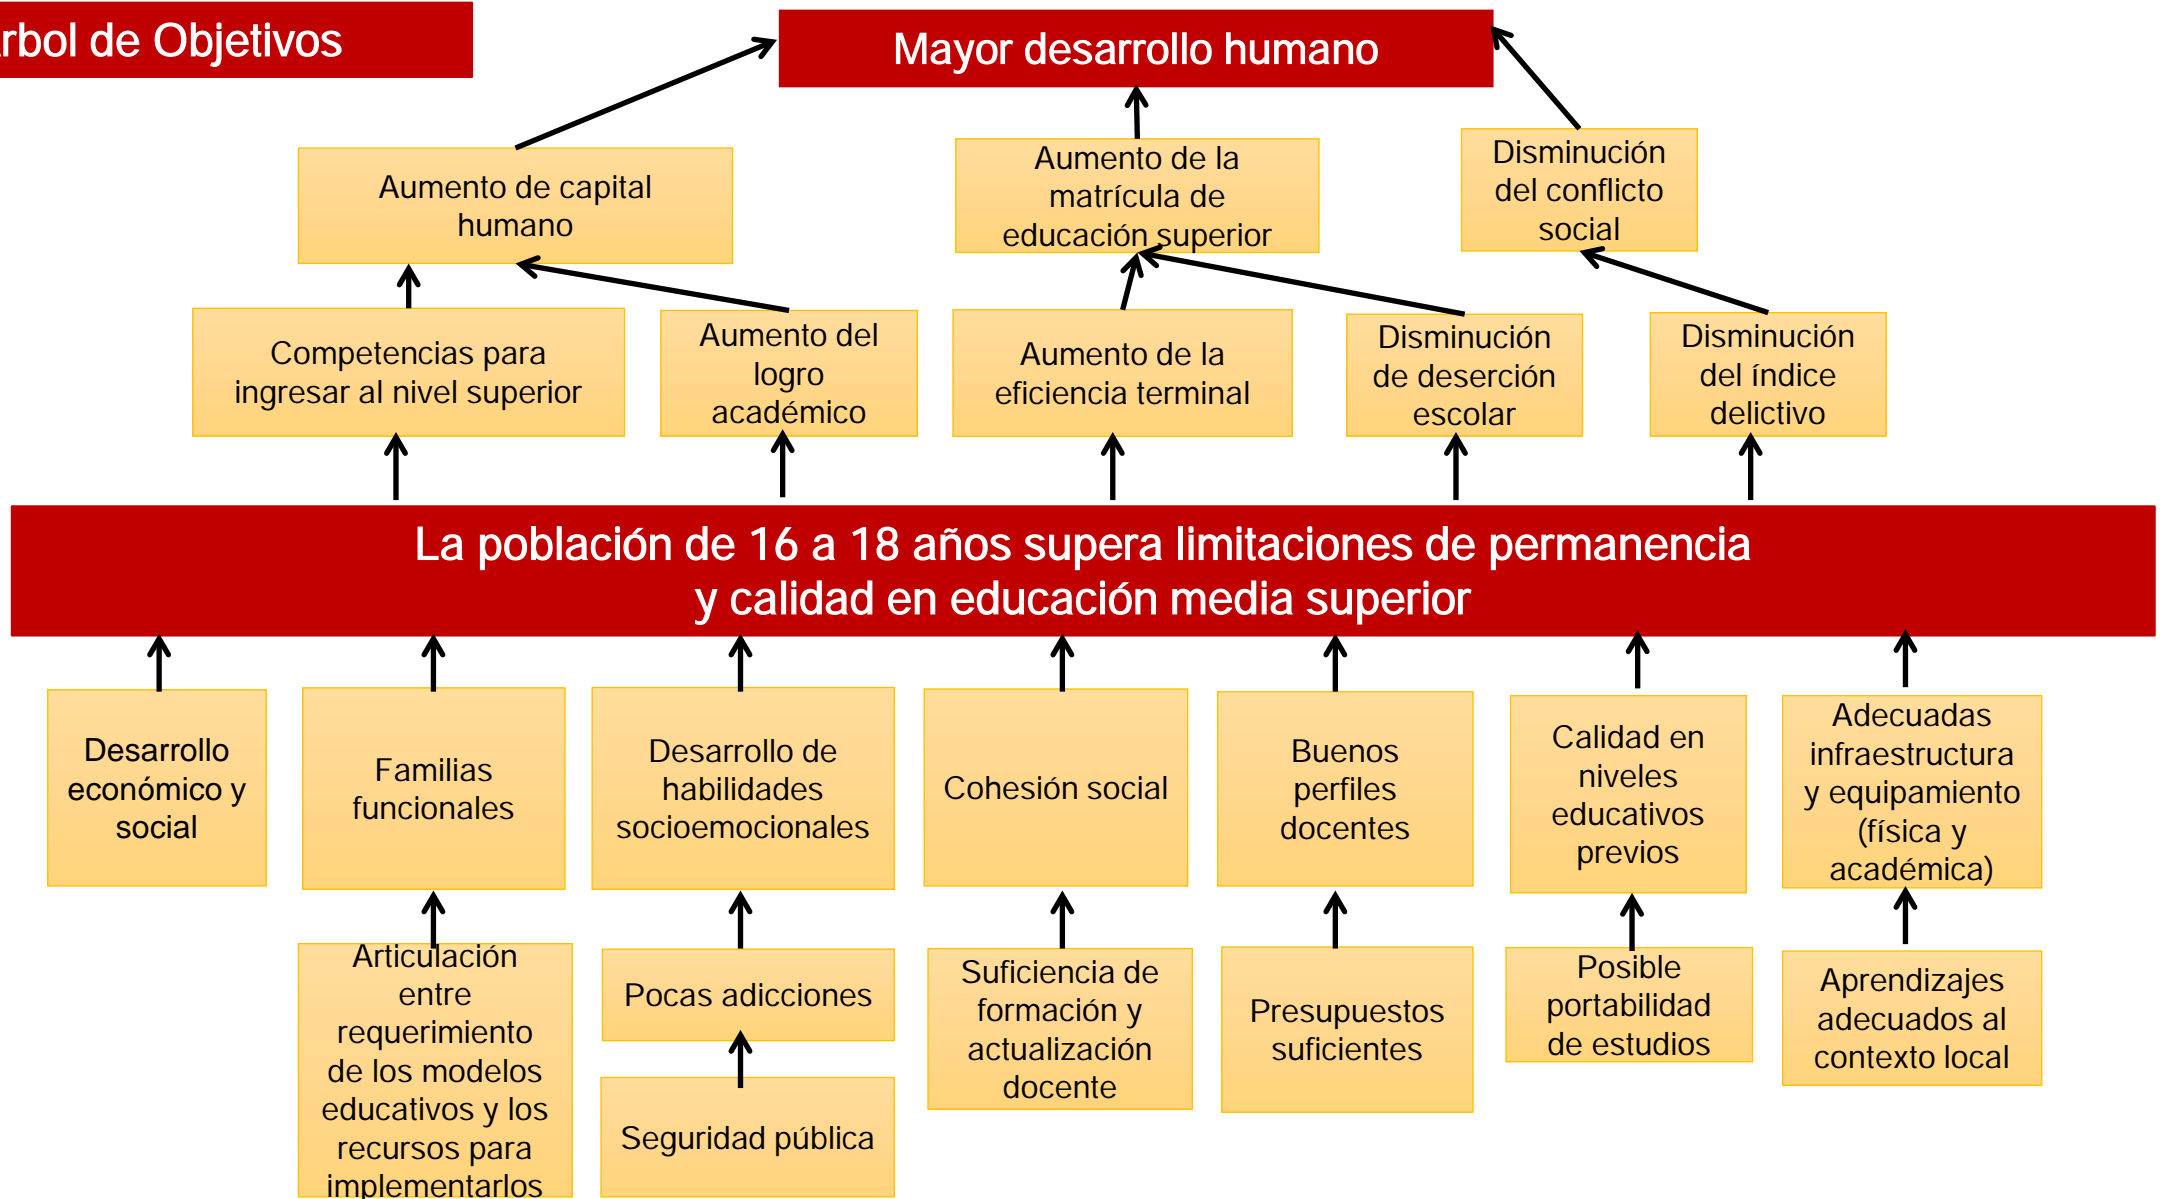 rbol de Objetivos
Mayor desarrollo humano
Aumento de capital
humano
Aumento de la
matrícula de
educación superior
Disminución
del conflicto
social
Competencias para
ingresar al nivel superior
Aumento del
logro
académico
Aumento de la
eficiencia terminal
Disminución
de deserción
escolar
Disminución
del índice
delictivo
La población de 16 a 18 años supera limitaciones de permanencia
y calidad en educación media superior
Desarrollo
económico y
social
Familias
funcionales
Desarrollo de
habilidades
socioemocionales
Cohesión social
Buenos
perfiles
docentes
Calidad en
niveles
educativos
previos
Adecuadas
infraestructura
y equipamiento
(física y
académica)
Articulación
entre
requerimiento
de los modelos
educativos y los
recursos para
implementarlos
Pocas adicciones
Seguridad pública
Suficiencia de
formación y
actualización
docente
Presupuestos
suficientes
Posible
portabilidad
de estudios
Aprendizajes
adecuados al
contexto local